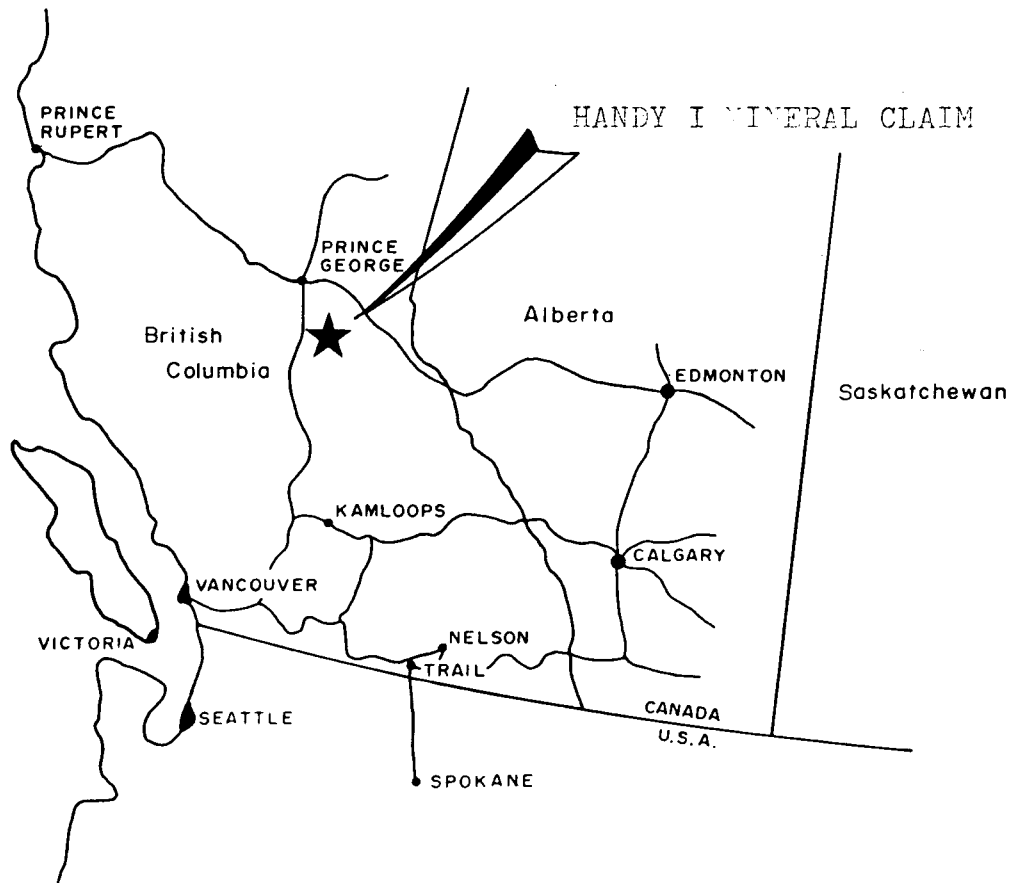 PRINCE
RUPERT
HANDY I MINERAL CLAIM
PRINCE
GEORGE
British
Columbia
Alberta
EDMONTON
Saskatchewan
KAMLOOPS
CALGARY
VANCOUVER
VICTORIA
NELSON
TRAIL
SEATTLE
CANADA
U.S.A.
SPOKANE